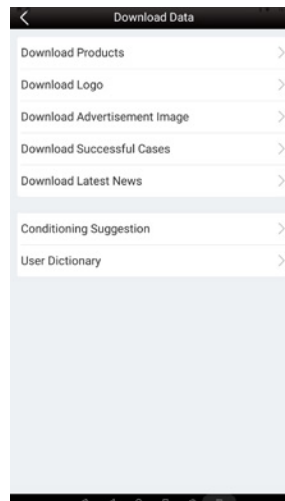 Download Data
Download Products
Download Logo
Download Advertisement Image
Download Successful Cases
Download Latest News
Conditioning Suggestion
User Dictionary